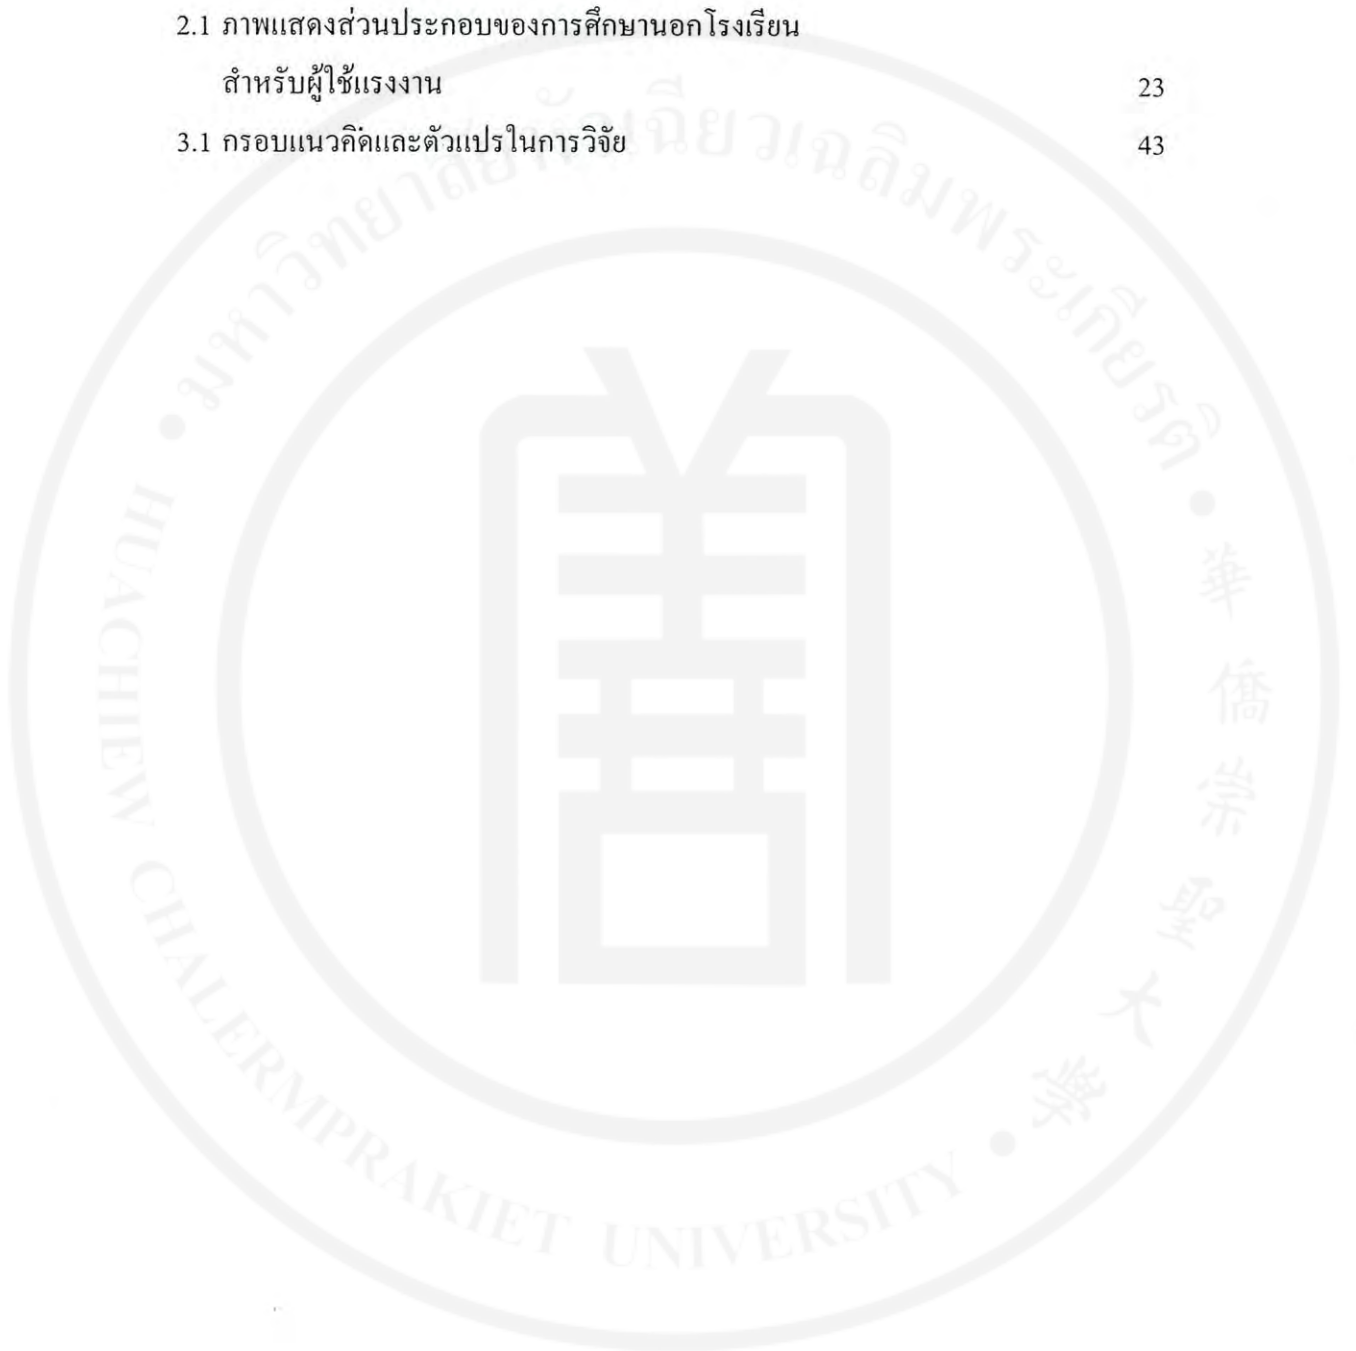 2.1 ภาพแสดงส่วนประกอบของการศึกษานอกโรงเรียน
สำหรับผู้ใช้แรงงาน 23
3.1 กรอบแนวคิดและตัวแปรในการวิจัย 43
มหาวิทยาลัยหัวเฉียวเฉลิมพระเกียรติ
華僑崇聖大學
HUACHIEW CHALERMPRAKIET UNIVERSITY